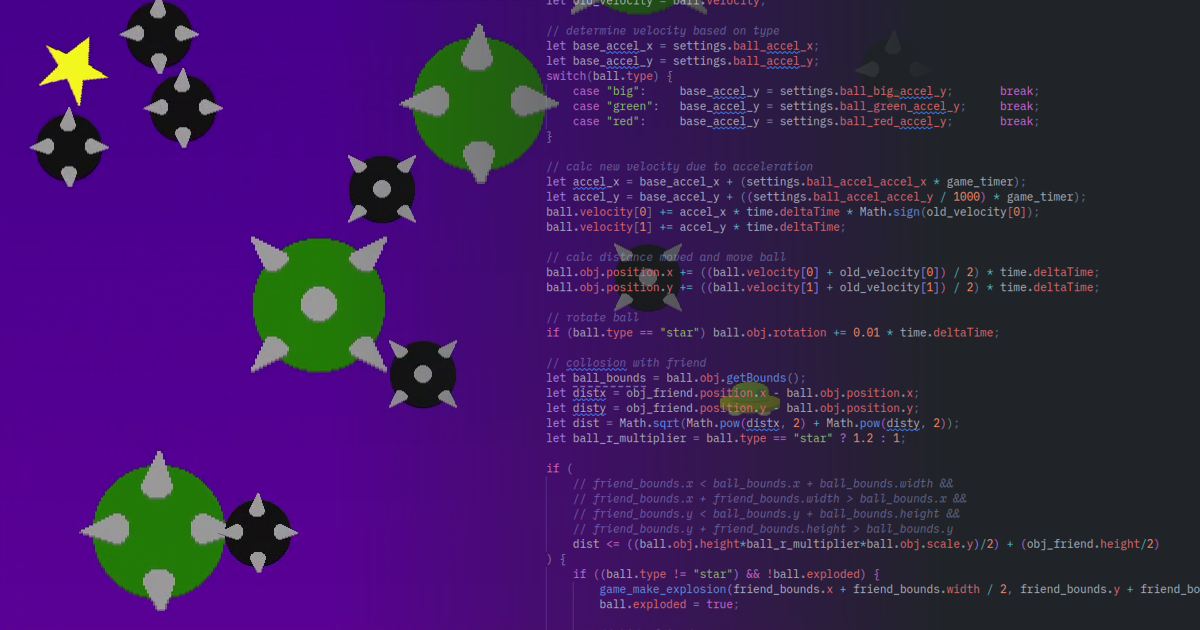 let old_velocity = ball.velocity;
// determine velocity based on type
let base_accel_x = settings.ball_accel_x;
let base_accel_y = settings.ball_accel_y;
switch(ball.type) {
case "big": base_accel_y = settings.ball_big_accel_y; break;
case "green": base_accel_y = settings.ball_green_accel_y; break;
case "red": base_accel_y = settings.ball_red_accel_y; break;
}
// calc new velocity due to acceleration
let accel_x = base_accel_x + (settings.ball_accel_accel_x * game_timer);
let accel_y = base_accel_y + ((settings.ball_accel_accel_y / 1000) * game_timer);
ball.velocity[0] += accel_x * time.deltaTime * Math.sign(old_velocity[0]);
ball.velocity[1] += accel_y * time.deltaTime;
// calc distance moved and move ball
ball.obj.position.x += ((ball.velocity[0] + old_velocity[0]) / 2) * time.deltaTime;
ball.obj.position.y += ((ball.velocity[1] + old_velocity[1]) / 2) * time.deltaTime;
// rotate ball
if (ball.type == "star") ball.obj.rotation += 0.01 * time.deltaTime;
// collosion with friend
let ball_bounds = ball.obj.getBounds();
let distx = obj_friend.position.x - ball.obj.position.x;
let disty = obj_friend.position.y - ball.obj.position.y;
let dist = Math.sqrt(Math.pow(distx, 2) + Math.pow(disty, 2));
let ball_r_multiplier = ball.type == "star" ? 1.2 : 1;
if (
// friend_bounds.x < ball_bounds.x + ball_bounds.width &&
// friend_bounds.x + friend_bounds.width > ball_bounds.x &&
// friend_bounds.y < ball_bounds.y + ball_bounds.height &&
// friend_bounds.y + friend_bounds.height > ball_bounds.y
dist <= ((ball.obj.height*ball_r_multiplier*ball.obj.scale.y)/2) + (obj_friend.height/2)
) {
if ((ball.type != "star") && !ball.exploded) {
game_make_explosion(friend_bounds.x + friend_bounds.width / 2, friend_bounds.y + friend_bo
ball.exploded = true;